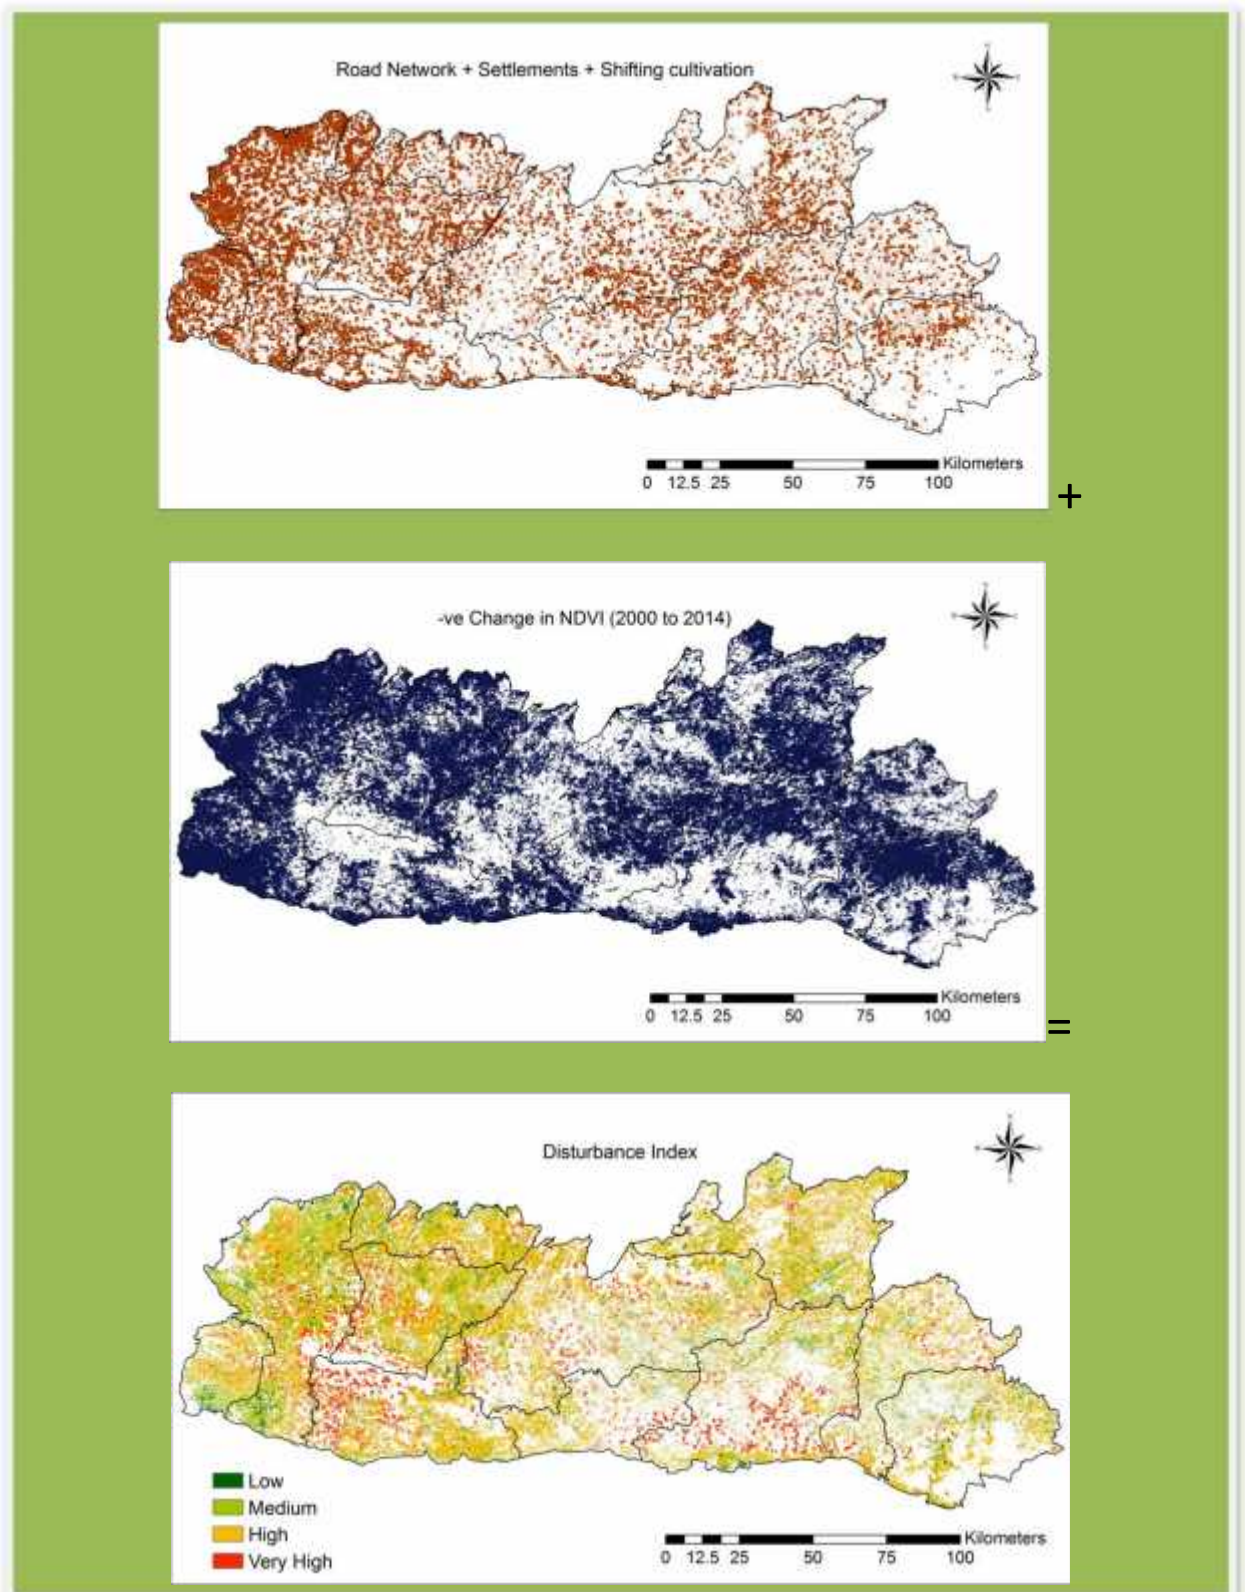 Road Network + Settlements + Shifting cultivation
Kilometers
0 12.5 25 50 75 100
+
-ve Change in NDVI (2000 to 2014)
Kilometers
0 12.5 25 50 75 100
=
Disturbance Index
Low
Medium
High
Very High
Kilometers
0 12.5 25 50 75 100